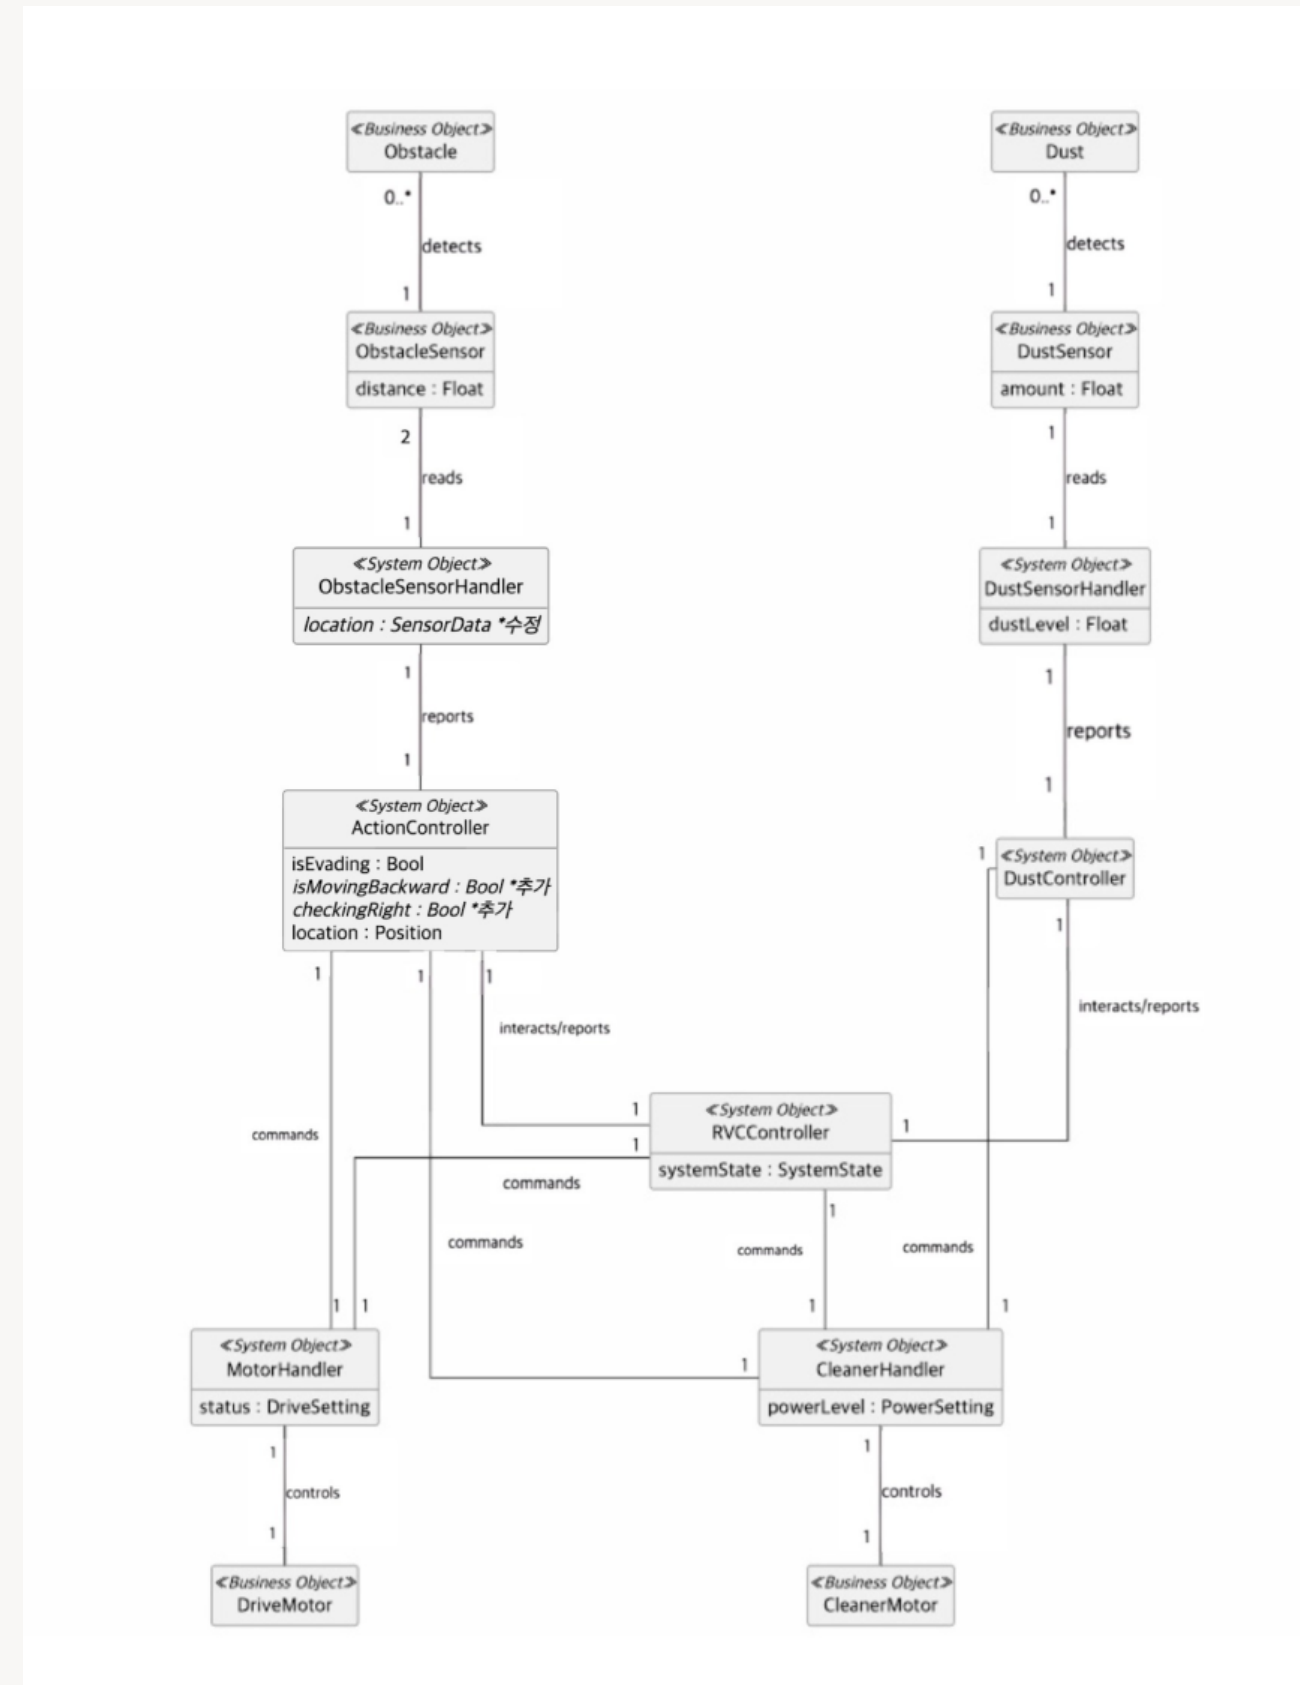 ≪Business Object≫
Obstacle
0..*
detects
1
≪Business Object≫
ObstacleSensor
distance : Float
2
reads
1
≪System Object≫
ObstacleSensorHandler
location : SensorData *수정
1
reports
1
≪System Object≫
ActionController
isEvading : Bool
isMovingBackward : Bool *추가
checkingRight : Bool *추가
location : Position
1
1
1
≪Business Object≫
Dust
0..*
detects
1
≪Business Object≫
DustSensor
amount : Float
1
reads
1
≪System Object≫
DustSensorHandler
dustLevel : Float
1
reports
1
1
≪System Object≫
DustController
1
interacts/reports
interacts/reports
1
≪System Object≫
RVCController
systemState : SystemState
1
1
1
commands
commands
commands
commands
commands
1
1
1
1
1
≪System Object≫
MotorHandler
status : DriveSetting
1
controls
1
≪Business Object≫
DriveMotor
≪System Object≫
CleanerHandler
powerLevel : PowerSetting
1
controls
1
≪Business Object≫
CleanerMotor